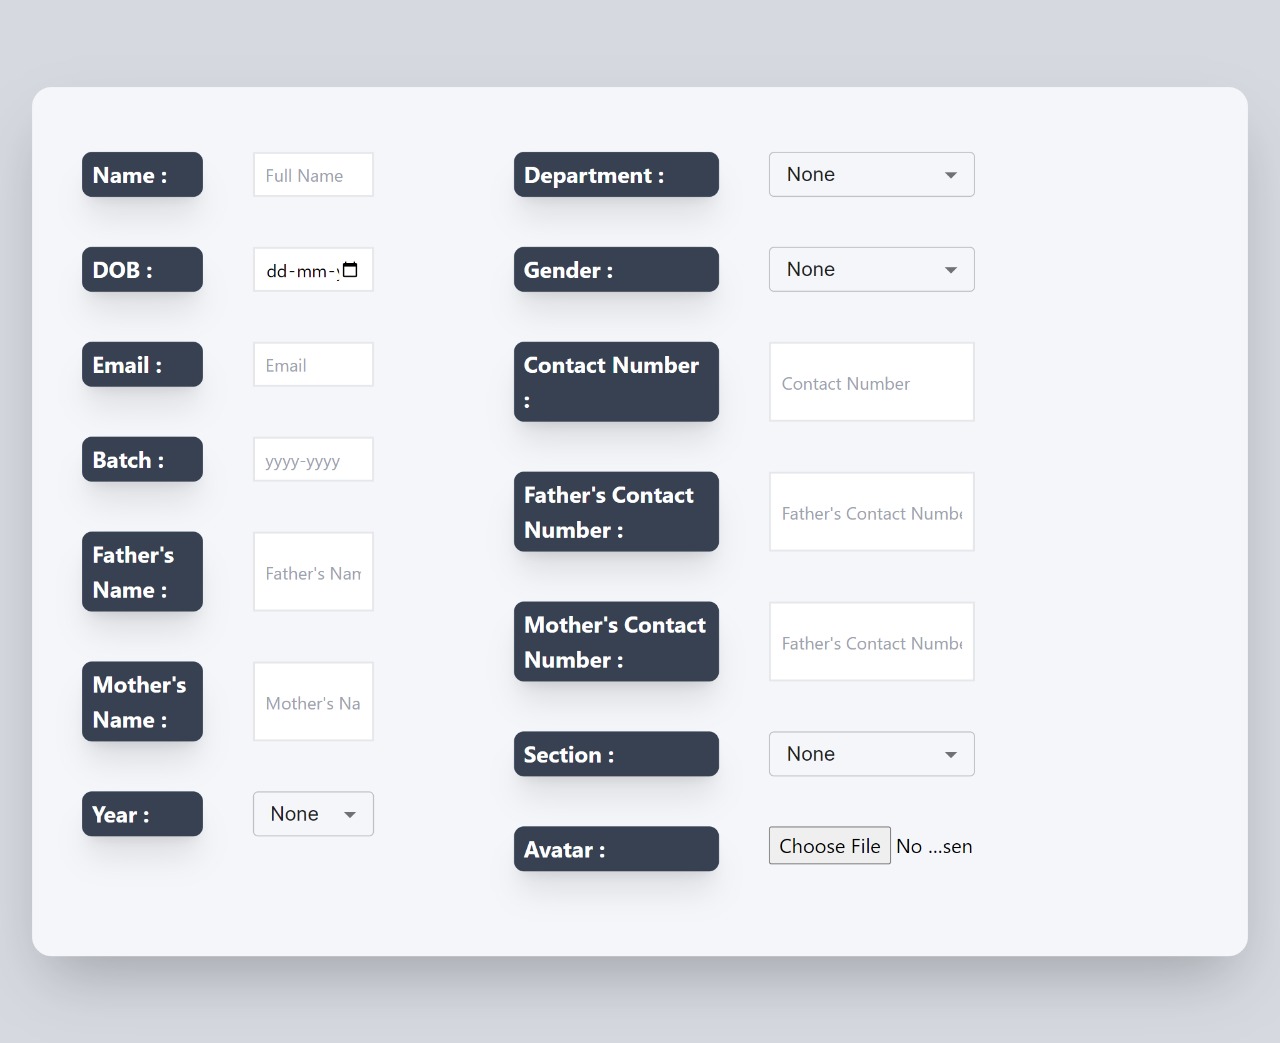 Name :
Full Name
DOB :
dd-mm-
Email :
Email
Batch :
yyyy-yyyy
Father's
Name :
Father's Nam
Mother's
Name :
Mother's Na
Year :
None
Department :
None
Gender :
None
Contact Number
:
Contact Number
Father's Contact
Number :
Father's Contact Numbe
Mother's Contact
Number :
Father's Contact Numbe
Section :
None
Avatar :
Choose File No ...sen